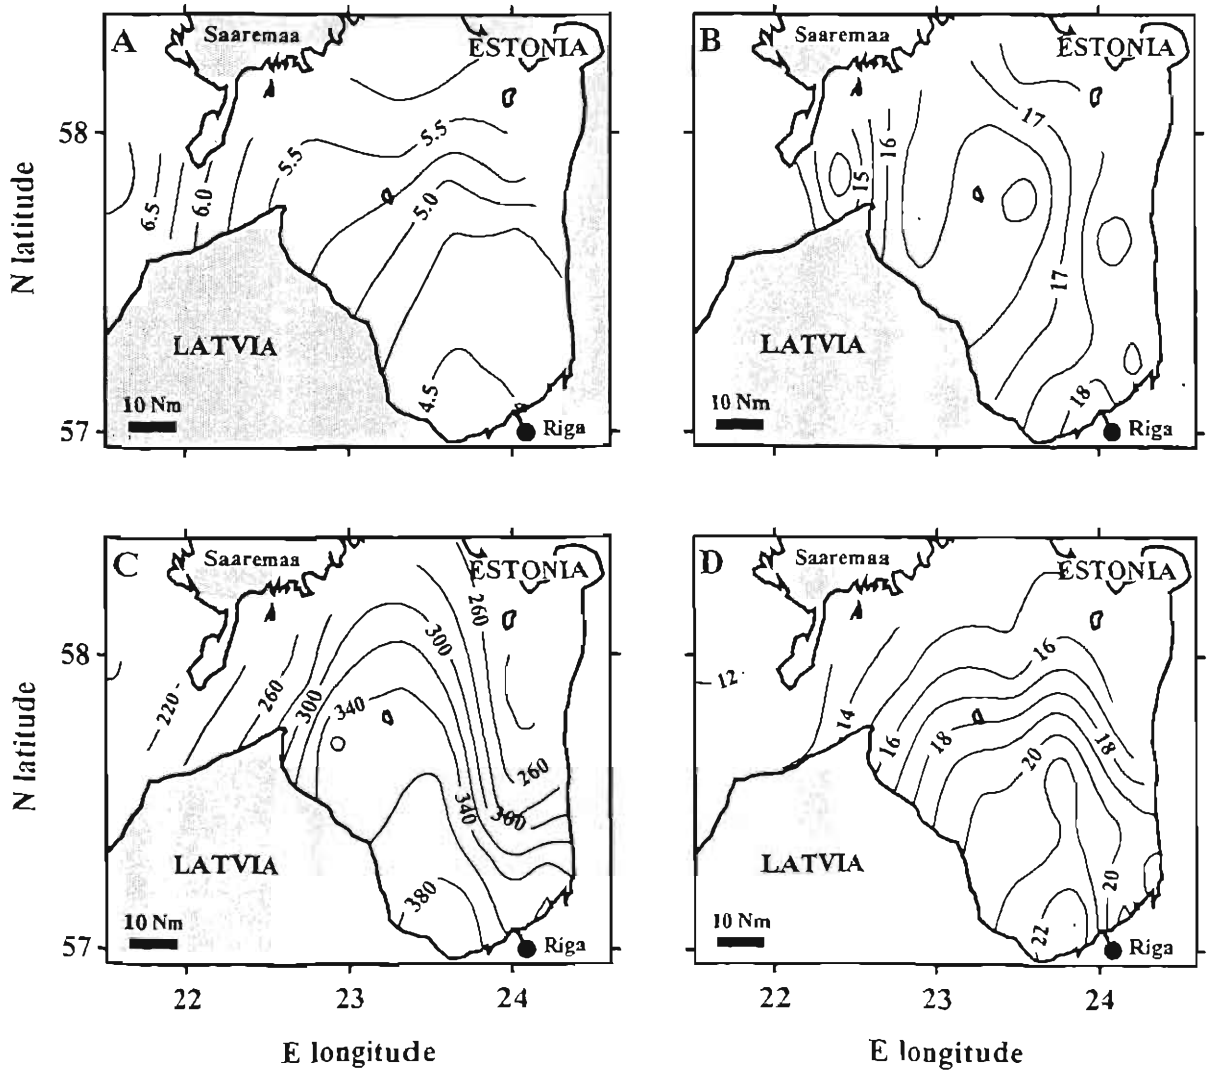 A
Saaremaa
ESTONIA
5.5
5.5
6.5
6.0
5.0
4.5
LATVIA
10 Nm
Riga
58
57
N latitude
B
Saaremaa
ESTONIA
17
16
15
17
18
LATVIA
10 Nm
Riga
C
Saaremaa
ESTONIA
260
300
220
260
300
340
260
340
300
380
LATVIA
10 Nm
Riga
58
57
N latitude
22
23
24
E longitude
D
Saaremaa
ESTONIA
12
14
16
16
18
18
20
20
22
LATVIA
10 Nm
Riga
22
23
24
E longitude